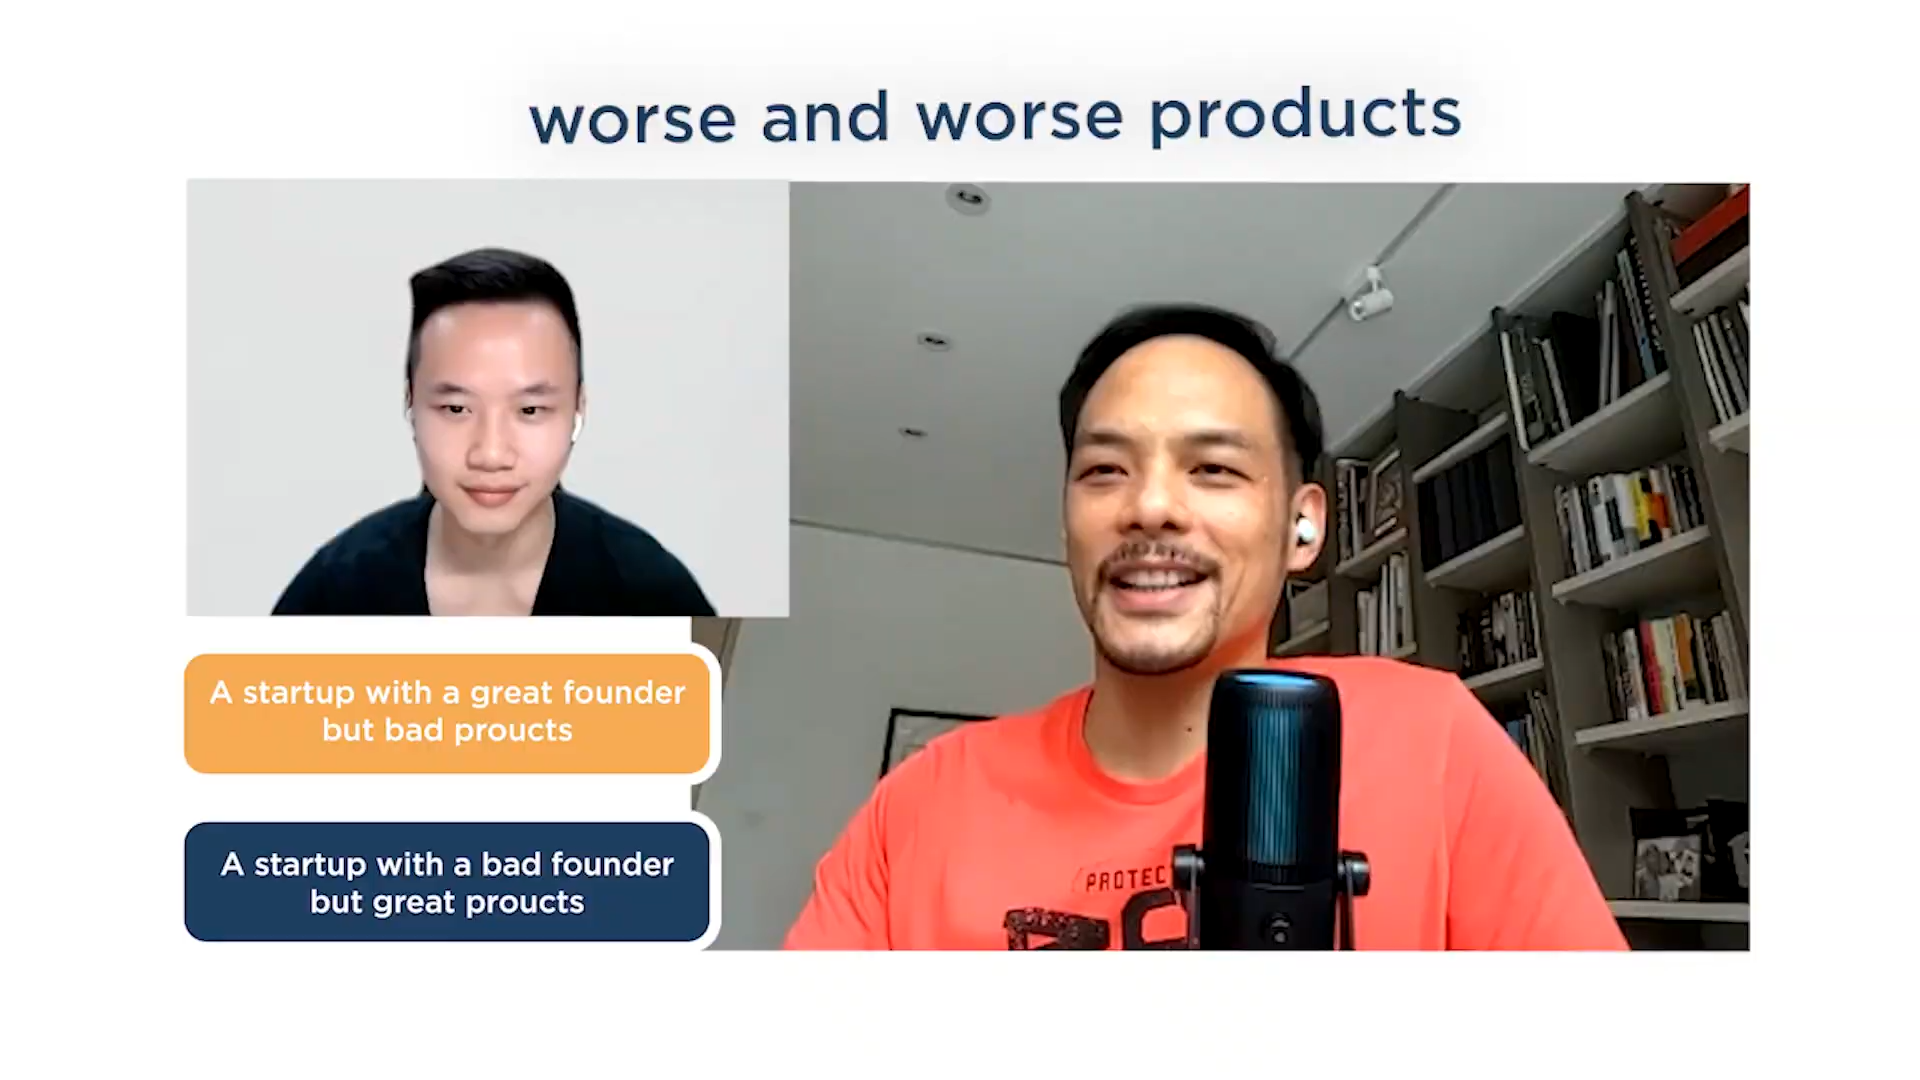 worse and worse products
A startup with a great founder
but bad proucts
A startup with a bad founder
but great proucts
PROTEC